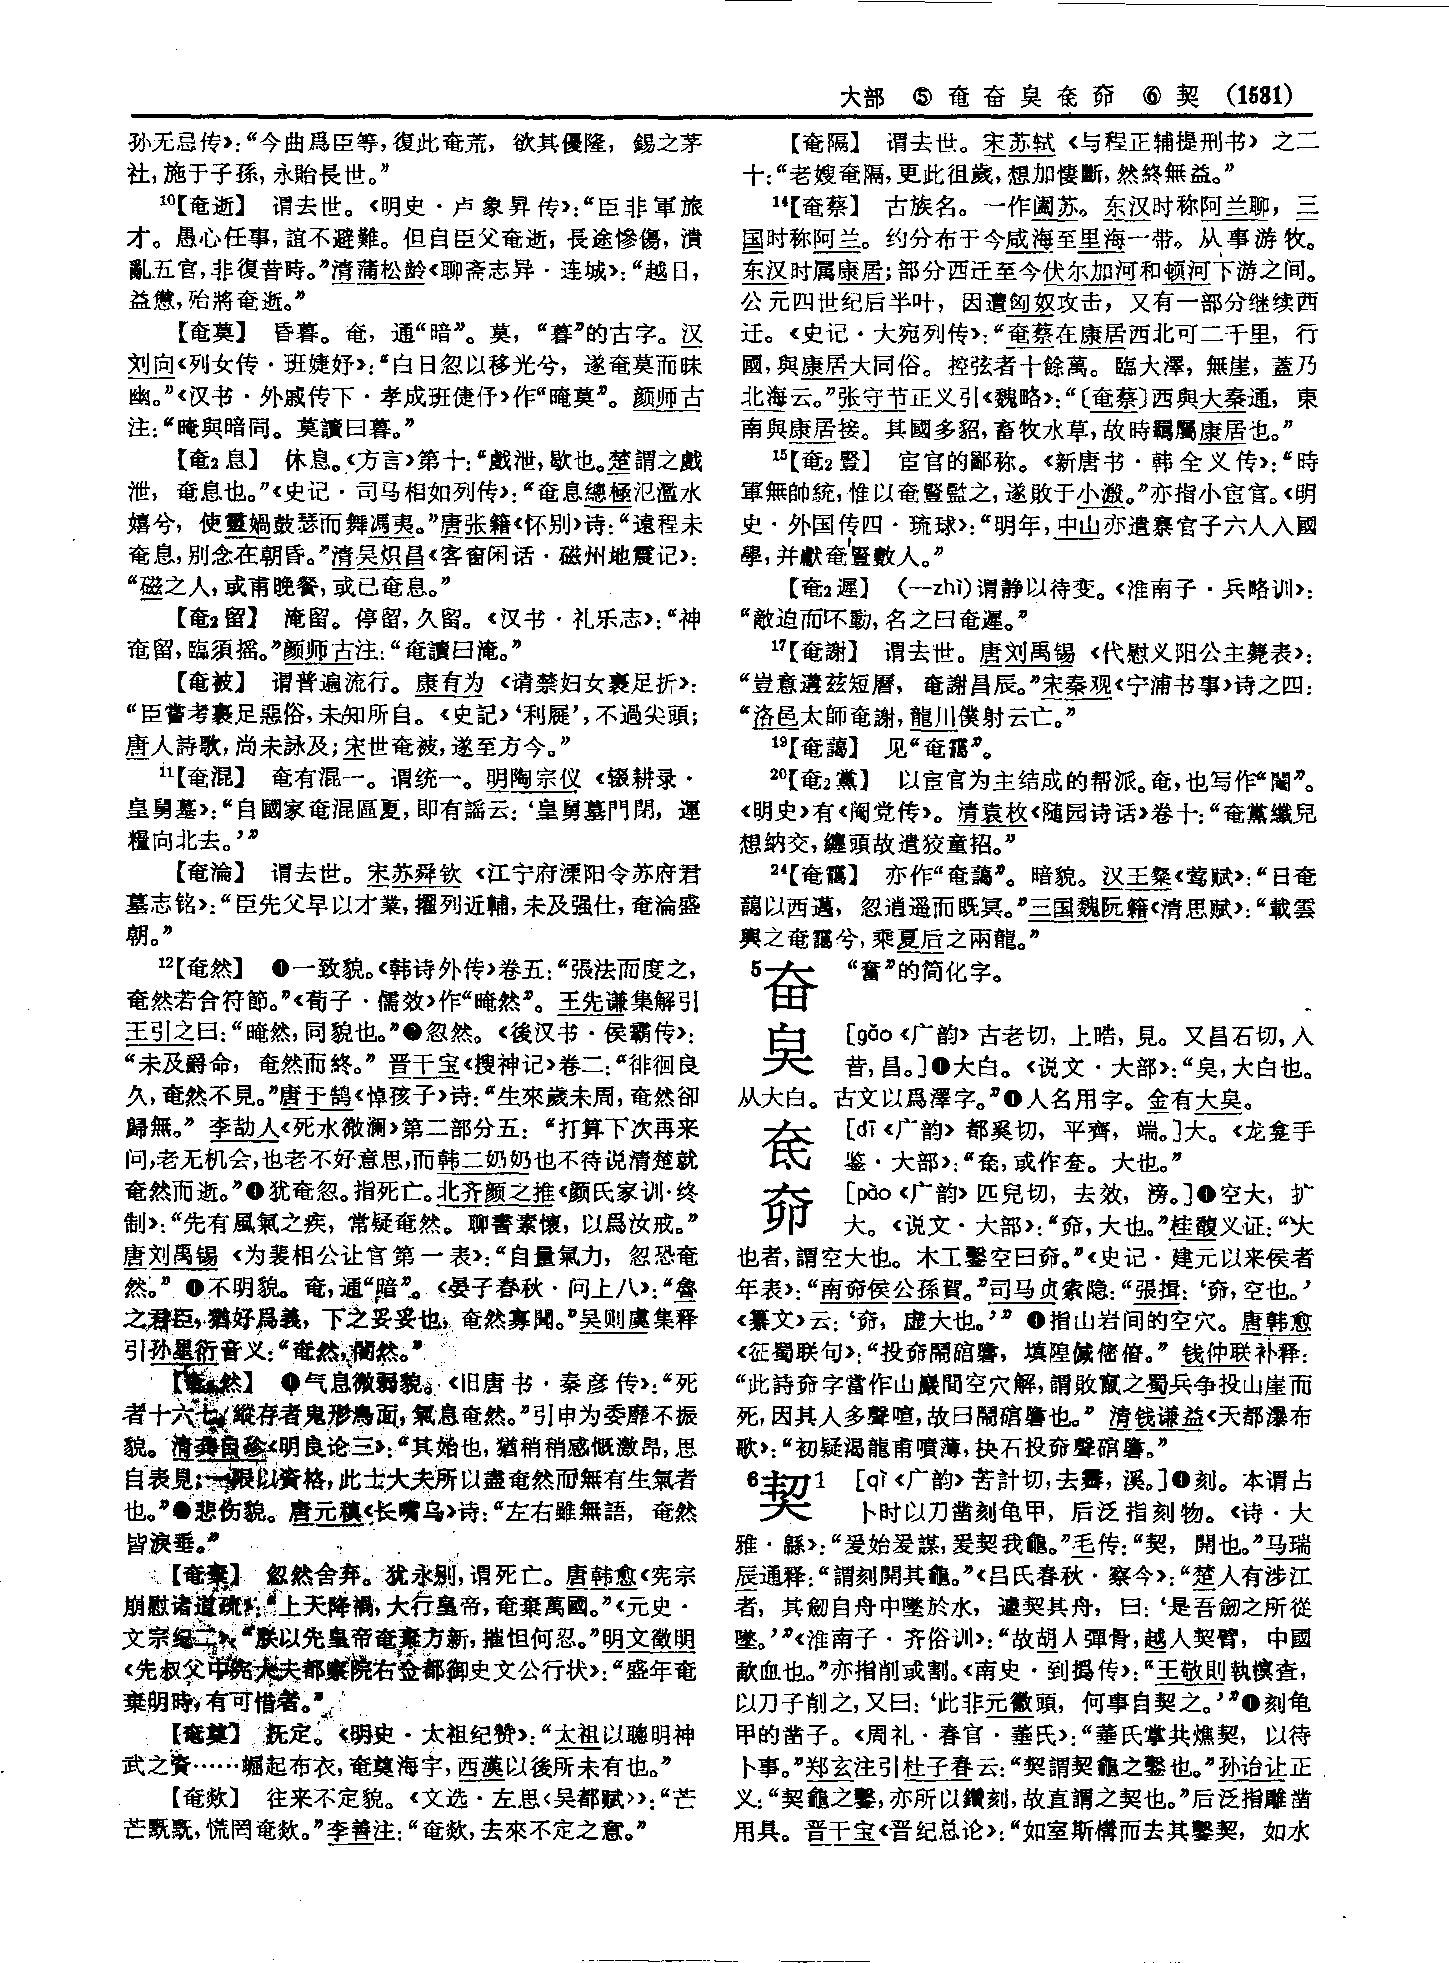 大部 ⑤ 奄 奋 臭 奃 奅 ⑥ 契 (1531)
孙无忌传》：“今曲爲臣等，復此奄荒，欲其優隆，錫之茅
社，施于子孫，永貽長世。”
¹⁰【奄逝】 谓去世。《明史·卢象昇传》：“臣非軍旅
才。愚心任事，誼不避難。但自臣父奄逝，長途慘傷，潰
亂五官，非復昔時。”清蒲松龄《聊斋志异·连城》：“越日，
益憊，殆將奄逝。”
【奄莫】 昏暮。奄，通“暗”。莫，“暮”的古字。汉
刘向《列女传·班婕妤》：“白日忽以移光兮，遂奄莫而昧
幽。”《汉书·外戚传下·孝成班倢伃》作“晻莫”。颜师古
注：“晻與暗同。莫讀曰暮。”
【奄₂息】 休息。《方言》第十：“戲泄，歇也。楚謂之戲
泄，奄息也。”《史记·司马相如列传》：“奄息總極氾濫水
嬉兮，使靈媧鼓瑟而舞馮夷。”唐张籍《怀别》诗：“遠程未
奄息，别念在朝昏。”清吴炽昌《客窗闲话·磁州地震记》：
“磁之人，或甫晚餐，或已奄息。”
【奄₂留】 淹留。停留，久留。《汉书·礼乐志》：“神
奄留，臨須摇。”颜师古注：“奄讀曰淹。”
【奄被】 谓普遍流行。康有为《请禁妇女裹足折》：
“臣嘗考裹足惡俗，未知所自。《史記》‘利屣’，不過尖頭；
唐人詩歌，尚未詠及；宋世奄被，遂至方今。”
¹¹【奄混】 奄有混一。谓统一。明陶宗仪《辍耕录·
皇舅墓》：“自國家奄混區夏，即有謡云：‘皇舅墓門閉，運
糧向北去。’”
【奄淪】 谓去世。宋苏舜钦《江宁府溧阳令苏府君
墓志铭》：“臣先父早以才業，擢列近輔，未及强仕，奄淪盛
朝。”
¹²【奄然】 ❶一致貌。《韩诗外传》卷五：“張法而度之，
奄然若合符節。”《荀子·儒效》作“晻然”。王先谦集解引
王引之曰：“晻然，同貌也。”❷忽然。《後汉书·侯霸传》：
“未及爵命，奄然而終。”晋干宝《搜神记》卷二：“徘徊良
久，奄然不見。”唐于鹄《悼孩子》诗：“生來歲未周，奄然卻
歸無。”李劼人《死水微澜》第二部分五：“打算下次再来
问，老无机会，也老不好意思，而韩二奶奶也不待说清楚就
奄然而逝。”❸犹奄忽。指死亡。北齐颜之推《颜氏家训·终
制》：“先有風氣之疾，常疑奄然。聊書素懷，以爲汝戒。”
唐刘禹锡《为裴相公让官第一表》：“自量氣力，忽恐奄
然。”❹不明貌。奄，通“暗”。《晏子春秋·问上八》：“魯
之君臣，猶好爲義，下之妥妥也，奄然寡聞。”吴则虞集释
引孙星衍音义：“奄然，闇然。”
【奄₂然】 ❶气息微弱貌。《旧唐书·秦彦传》：“死
者十六七，縱存者鬼形鳥面，氣息奄然。”引申为委靡不振
貌。清龚自珍《明良论三》：“其始也，猶稍稍感慨激昂，思
自表見；一限以資格，此士大夫所以盡奄然而無有生氣者
也。”❷悲伤貌。唐元稹《长嘴乌》诗：“左右雖無語，奄然
皆淚垂。”
【奄棄】 忽然舍弃。犹永别，谓死亡。唐韩愈《宪宗
崩慰诸道疏》：“上天降禍，大行皇帝，奄棄萬國。”《元史·
文宗纪二》：“朕以先皇帝奄棄方新，摧怛何忍。”明文徵明
《先叔父中宪大夫都察院右佥都御史文公行状》：“盛年奄
棄明時，有可惜者。”
【奄奠】 抚定。《明史·太祖纪赞》：“太祖以聰明神
武之資……崛起布衣，奄奠海宇，西漢以後所未有也。”
【奄欻】 往来不定貌。《文选·左思〈吴都赋〉》：“芒
芒黖黖，慌罔奄欻。”李善注：“奄欻，去來不定之意。”
【奄隔】 谓去世。宋苏轼《与程正辅提刑书》之二
十：“老嫂奄隔，更此徂歲，想加悽斷，然終無益。”
¹⁴【奄蔡】 古族名。一作阖苏。东汉时称阿兰聊，三
国时称阿兰。约分布于今咸海至里海一带。从事游牧。
东汉时属康居；部分西迁至今伏尔加河和顿河下游之间。
公元四世纪后半叶，因遭匈奴攻击，又有一部分继续西
迁。《史记·大宛列传》：“奄蔡在康居西北可二千里，行
國，與康居大同俗。控弦者十餘萬。臨大澤，無崖，蓋乃
北海云。”张守节正义引《魏略》：“〔奄蔡〕西與大秦通，東
南與康居接。其國多貂，畜牧水草，故時羈屬康居也。”
¹⁵【奄₂豎】 宦官的鄙称。《新唐书·韩全义传》：“時
軍無帥統，惟以奄豎監之，遂敗于小溵。”亦指小宦官。《明
史·外国传四·琉球》：“明年，中山亦遣寨官子六人入國
學，并獻奄豎數人。”
【奄₂遲】 （—zhì）谓静以待变。《淮南子·兵略训》：
“敵迫而不動，名之曰奄遲。”
¹⁷【奄謝】 谓去世。唐刘禹锡《代慰义阳公主薨表》：
“豈意遘茲短曆，奄謝昌辰。”宋秦观《宁浦书事》诗之四：
“洛邑太師奄謝，龍川僕射云亡。”
¹⁹【奄藹】 见“奄靄”。
²⁰【奄₂黨】 以宦官为主结成的帮派。奄，也写作“閹”。
《明史》有《阉党传》。清袁枚《随园诗话》卷十：“奄黨纖兒
想納交，纏頭故遣狡童招。”
²⁴【奄靄】 亦作“奄藹”。暗貌。汉王粲《莺赋》：“日奄
藹以西邁，忽逍遥而既冥。”三国魏阮籍《清思赋》：“載雲
輿之奄靄兮，乘夏后之兩龍。”
⁵奋 “奮”的简化字。
臭 [gǎo《广韵》古老切，上晧，見。又昌石切，入
昔，昌。]❶大白。《说文·大部》：“臭，大白也。
从大白。古文以爲澤字。”❷人名用字。金有大臭。
奃 [dī《广韵》都奚切，平齊，端。]大。《龙龛手
鉴·大部》：“奃，或作奆。大也。”
奅 [pào《广韵》匹皃切，去效，滂。]❶空大，扩
大。《说文·大部》：“奅，大也。”桂馥义证：“大
也者，謂空大也。木工鑿空曰奅。”《史记·建元以来侯者
年表》：“南奅侯公孫賀。”司马贞索隐：“張揖：‘奅，空也。’
《纂文》云：‘奅，虚大也。’”❷指山岩间的空穴。唐韩愈
《征蜀联句》：“投奅鬧䃔䃧，填隍㑘㑥傄。”钱仲联补释：
“此詩奅字當作山巖間空穴解，謂敗竄之蜀兵争投山崖而
死，因其人多聲喧，故曰鬧䃔䃧也。”清钱谦益《天都瀑布
歌》：“初疑渴龍甫噴薄，抉石投奅聲䃔䃧。”
⁶契1 [qì《广韵》苦計切，去霽，溪。]❶刻。本谓占
卜时以刀凿刻龟甲，后泛指刻物。《诗·大
雅·緜》：“爰始爰謀，爰契我龜。”毛传：“契，開也。”马瑞
辰通释：“謂刻開其龜。”《吕氏春秋·察今》：“楚人有涉江
者，其劒自舟中墜於水，遽契其舟，曰：‘是吾劒之所從
墜。’”《淮南子·齐俗训》：“故胡人彈骨，越人契臂，中國
歃血也。”亦指削或割。《南史·到㧑传》：“王敬則執檳查，
以刀子削之，又曰：‘此非元徽頭，何事自契之。’”❷刻龟
甲的凿子。《周礼·春官·菙氏》：“菙氏掌共燋契，以待
卜事。”郑玄注引杜子春云：“契謂契龜之鑿也。”孙诒让正
义：“契龜之鑿，亦所以鑽刻，故直謂之契也。”后泛指雕凿
用具。晋干宝《晋纪总论》：“如室斯構而去其鑿契，如水